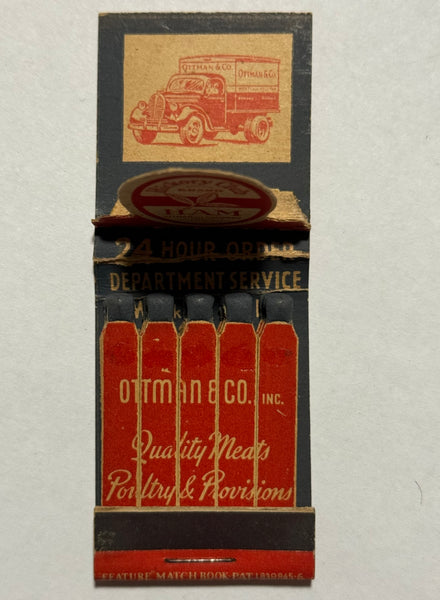 OTTMAN & CO.
OTTMAN & CO.
HAM
24 HOUR ORDER
DEPARTMENT SERVICE
OTTMAN & CO., INC.
Quality Meats
Poultry & Provisions
"FEATURE" MATCH BOOK-PAT. 1839845-6